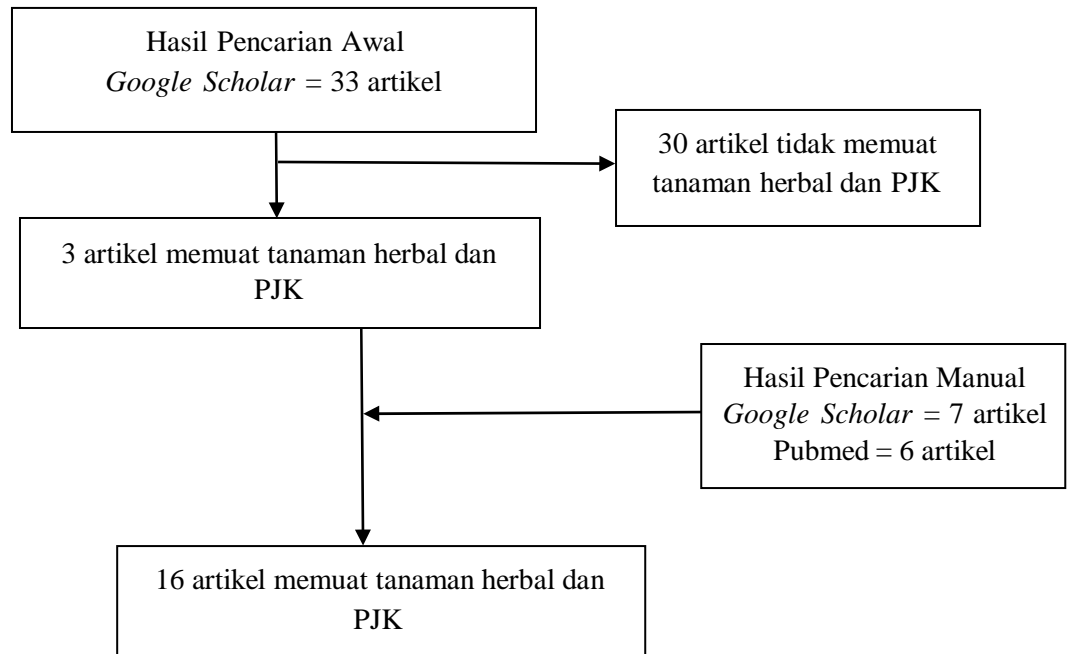 Hasil Pencarian Awal
Google Scholar = 33 artikel
30 artikel tidak memuat
tanaman herbal dan PJK
3 artikel memuat tanaman herbal dan
PJK
Hasil Pencarian Manual
Google Scholar = 7 artikel
Pubmed = 6 artikel
16 artikel memuat tanaman herbal dan
PJK